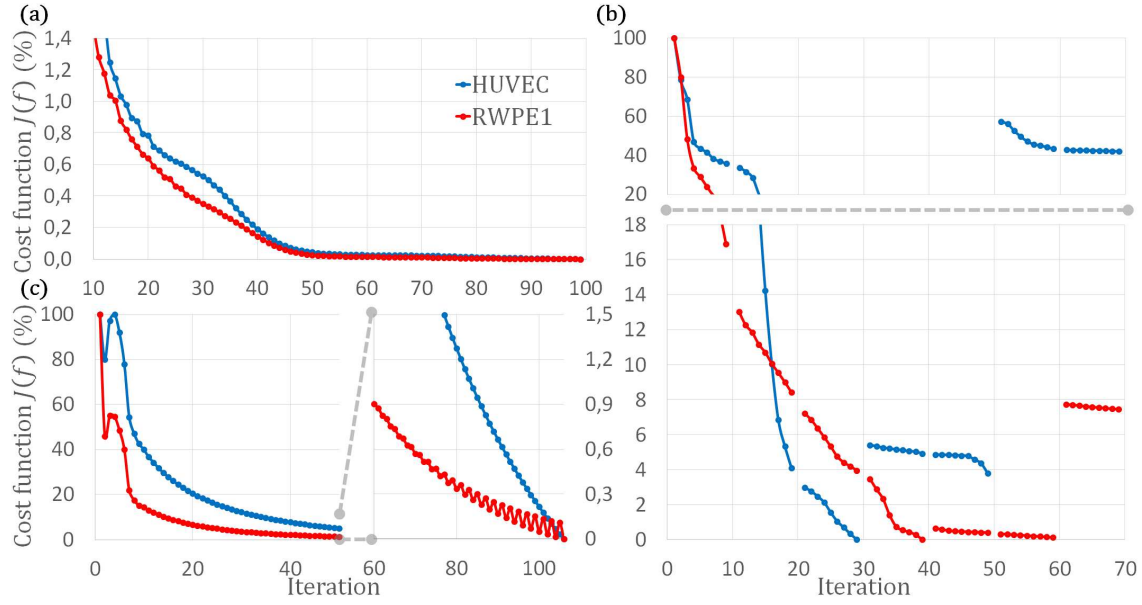 (a)
Cost function J(f) (%)
1,4
1,2
1,0
0,8
0,6
0,4
0,2
0,0
HUVEC
RWPE1
10 20 30 40 50 60 70 80 90 100
(b)
100
80
60
40
20
18
16
14
12
10
8
6
4
2
0
0 10 20 30 40 50 60 70
Iteration
(c)
Cost function J(f) (%)
100
80
60
40
20
0
1,5
1,2
0,9
0,6
0,3
0
0 20 40 60 80 100
Iteration